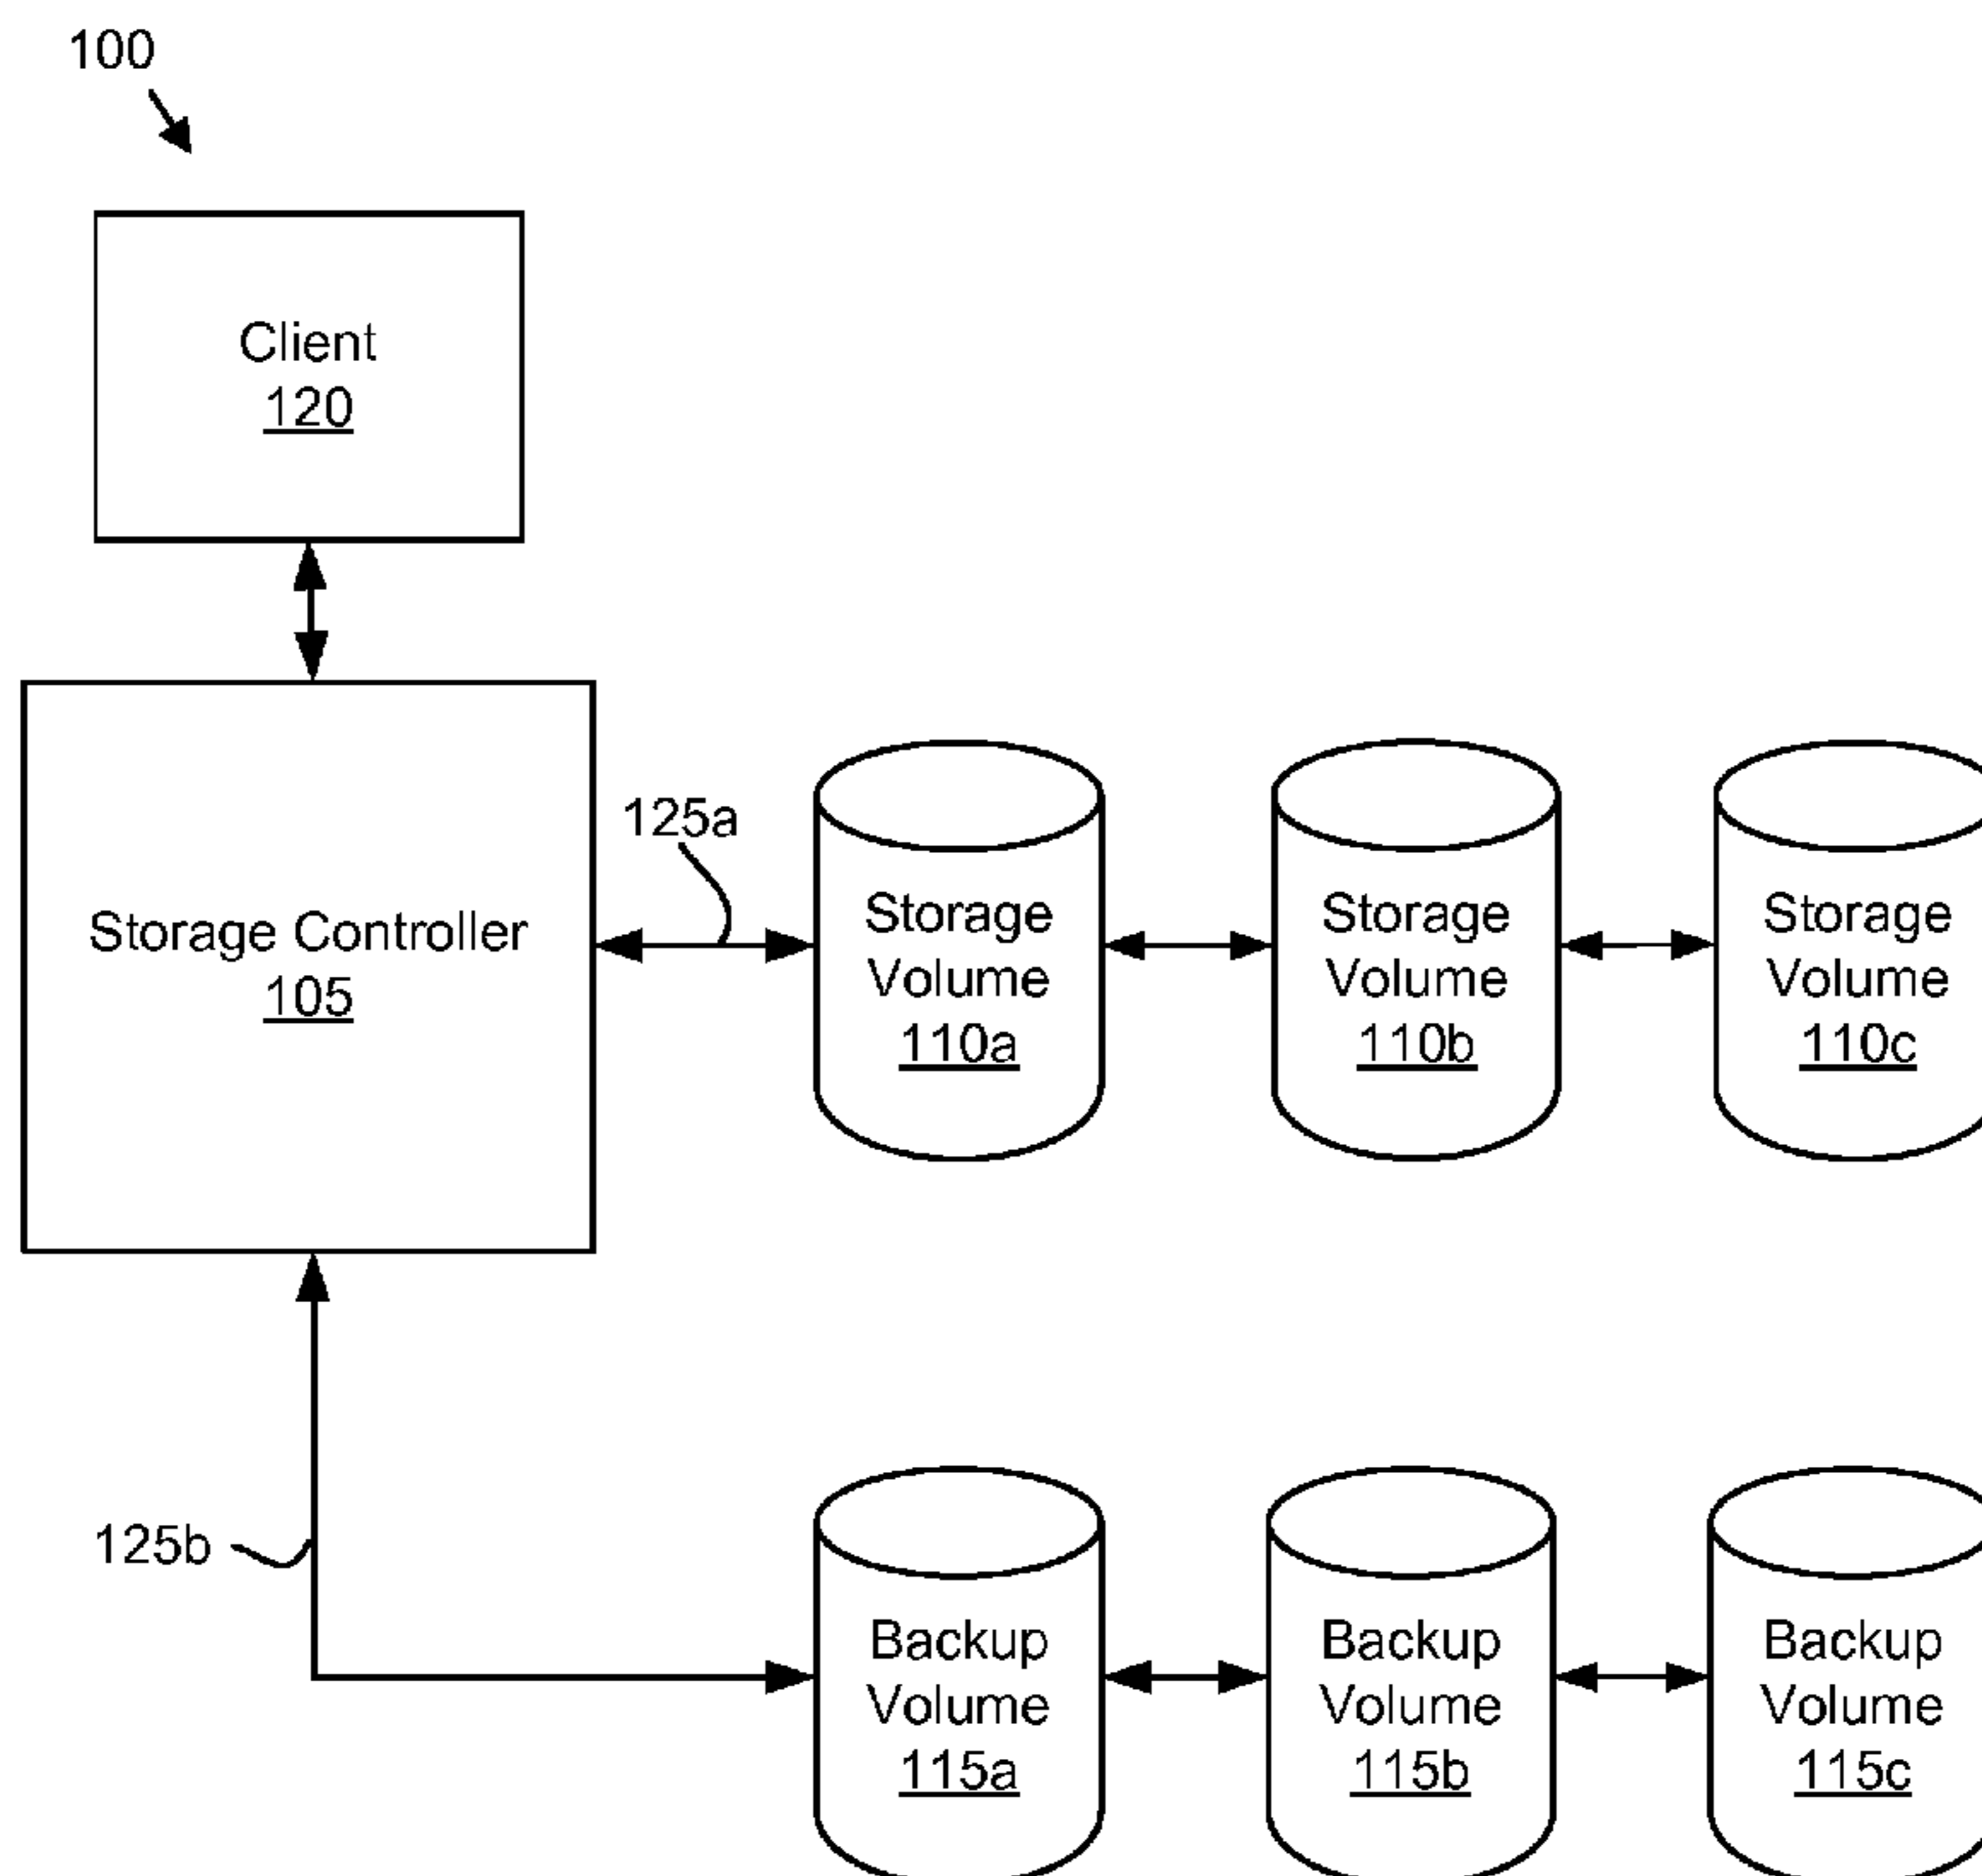 100
Client
120
125a
Storage Controller
105
Storage
Volume
110a
Storage
Volume
110b
Storage
Volume
110c
125b
Backup
Volume
115a
Backup
Volume
115b
Backup
Volume
115c